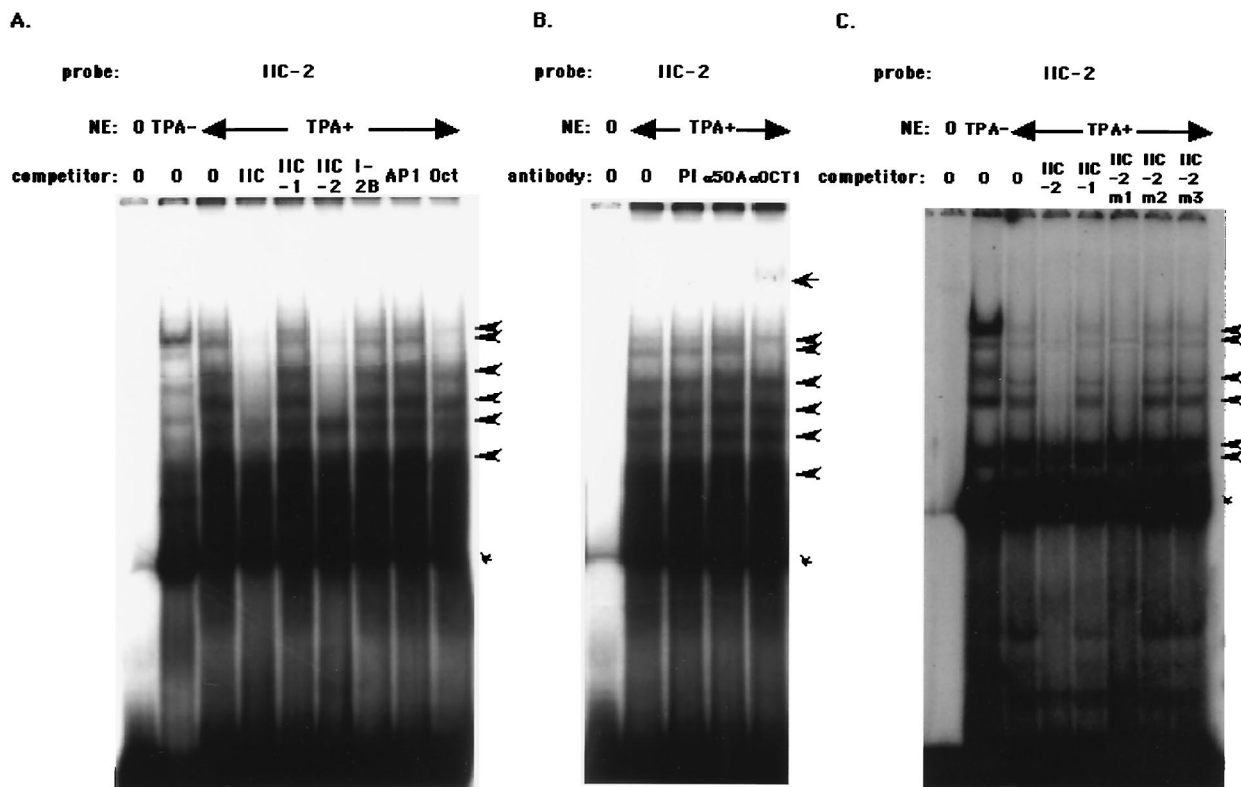 A.
probe: IIC-2
NE: 0 TPA- TPA+
competitor: 0 0 0 IIC IIC-1 IIC-2 I-2B AP1 Oct
B.
probe: IIC-2
NE: 0 TPA+
antibody: 0 0 PI α50A αOCT1
C.
probe: IIC-2
NE: 0 TPA- TPA+
competitor: 0 0 0 IIC-2 IIC-1 IIC-2 m1 IIC-2 m2 IIC-2 m3